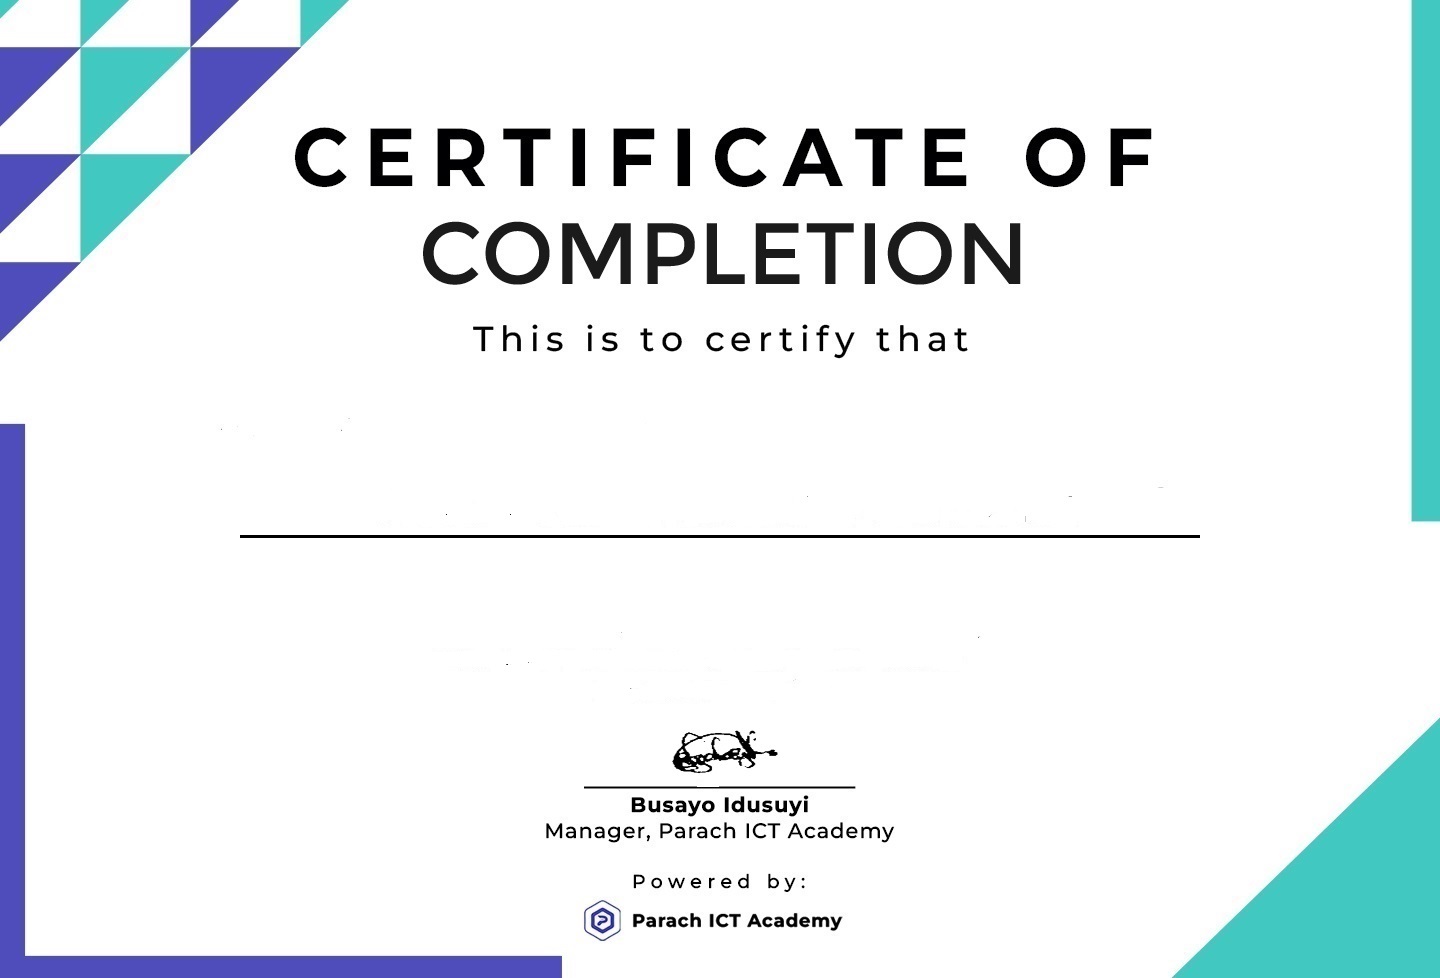 CERTIFICATE OF
COMPLETION
This is to certify that
Busayo Idusuyi
Manager, Parach ICT Academy
Powered by:
Parach ICT Academy